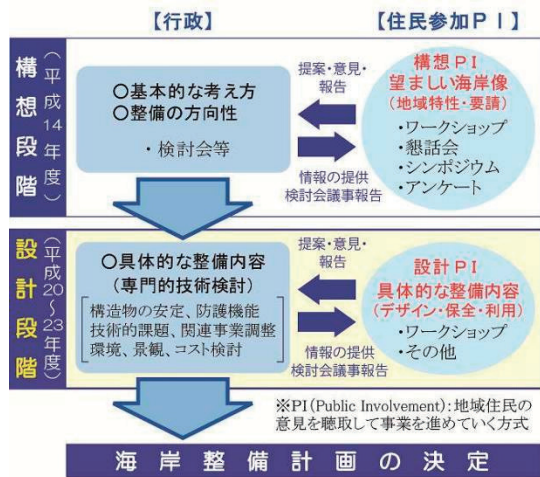 【行政】
【住民参加PI】
構想段階
(平成14年度)
○基本的な考え方
○整備の方向性
・検討会等
提案・意見・
報告
情報の提供
検討会議事報告
構想PI
望ましい海岸像
(地域特性・要請)
・ワークショップ
・懇話会
・シンポジウム
・アンケート
設計段階
(平成20~23年度)
○具体的な整備内容
(専門的技術検討)
構造物の安定、防護機能
技術的課題、関連事業調整
環境、景観、コスト検討
提案・意見・
報告
情報の提供
検討会議事報告
設計PI
具体的な整備内容
(デザイン・保全・利用)
・ワークショップ
・その他
※PI(Public Involvement):地域住民の
意見を聴取して事業を進めていく方式
海岸整備計画の決定